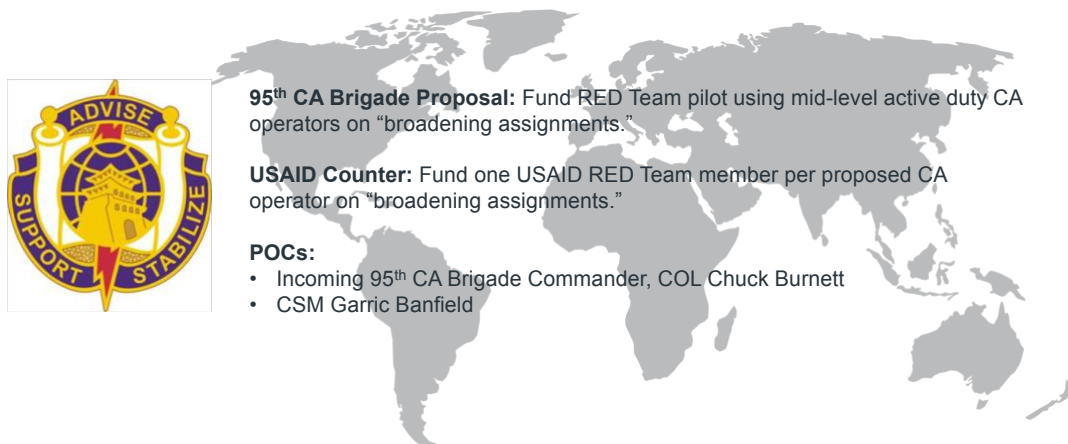 ADVISE
SUPPORT
STABILIZE
95th CA Brigade Proposal: Fund RED Team pilot using mid-level active duty CA
operators on “broadening assignments.”
USAID Counter: Fund one USAID RED Team member per proposed CA
operator on “broadening assignments.”
POCs:
• Incoming 95th CA Brigade Commander, COL Chuck Burnett
• CSM Garric Banfield